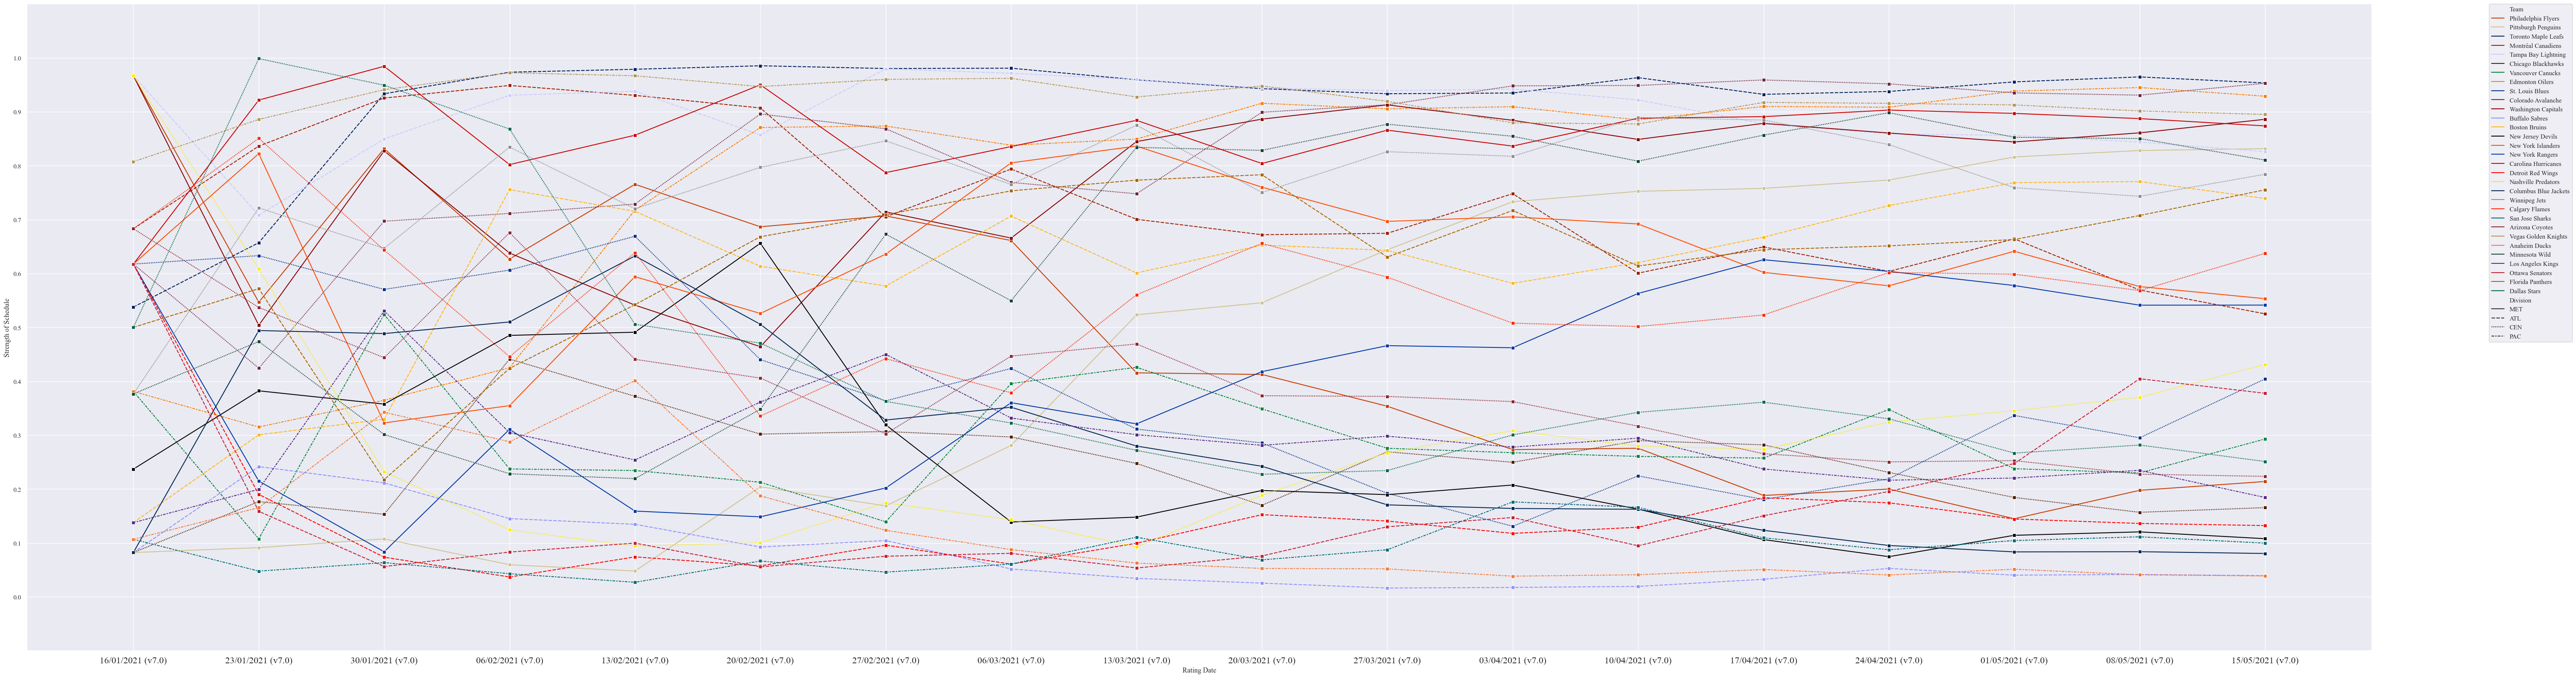 Team
Philadelphia Flyers
Pittsburgh Penguins
Toronto Maple Leafs
Montréal Canadiens
Tampa Bay Lightning
Chicago Blackhawks
Vancouver Canucks
Edmonton Oilers
St. Louis Blues
Colorado Avalanche
Washington Capitals
Buffalo Sabres
Boston Bruins
New Jersey Devils
New York Islanders
New York Rangers
Carolina Hurricanes
Detroit Red Wings
Nashville Predators
Columbus Blue Jackets
Winnipeg Jets
Calgary Flames
San Jose Sharks
Arizona Coyotes
Vegas Golden Knights
Anaheim Ducks
Minnesota Wild
Los Angeles Kings
Ottawa Senators
Florida Panthers
Dallas Stars
Division
MET
ATL
CEN
PAC
1.0
0.9
0.8
0.7
0.6
0.5
0.4
0.3
0.2
0.1
0.0
Strength of Schedule
16/01/2021 (v7.0) 23/01/2021 (v7.0) 30/01/2021 (v7.0) 06/02/2021 (v7.0) 13/02/2021 (v7.0) 20/02/2021 (v7.0) 27/02/2021 (v7.0) 06/03/2021 (v7.0) 13/03/2021 (v7.0) 20/03/2021 (v7.0) 27/03/2021 (v7.0) 03/04/2021 (v7.0) 10/04/2021 (v7.0) 17/04/2021 (v7.0) 24/04/2021 (v7.0) 01/05/2021 (v7.0) 08/05/2021 (v7.0) 15/05/2021 (v7.0)
Rating Date